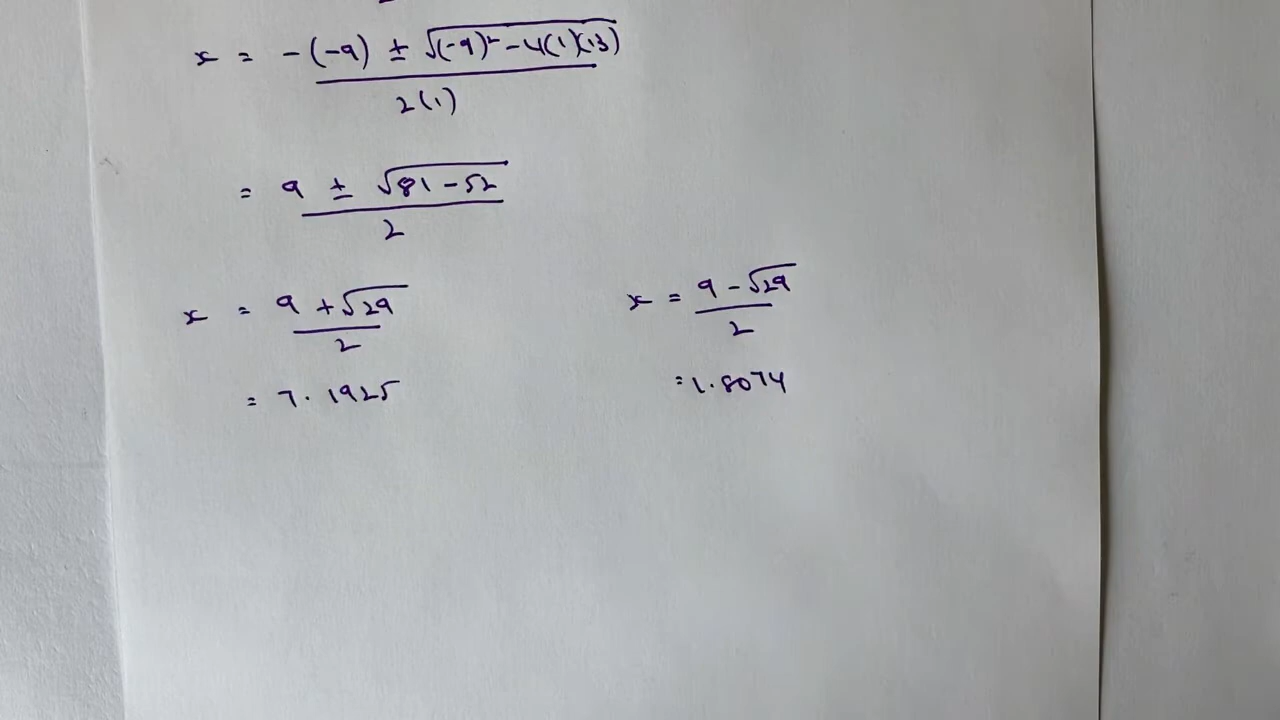 x = -(-9) ± √(-9)² - 4(1)(13)
2(1)
= 9 ± √81 - 52
2
x = 9 + √29
2
= 7.1925
x = 9 - √29
2
= 1.8074